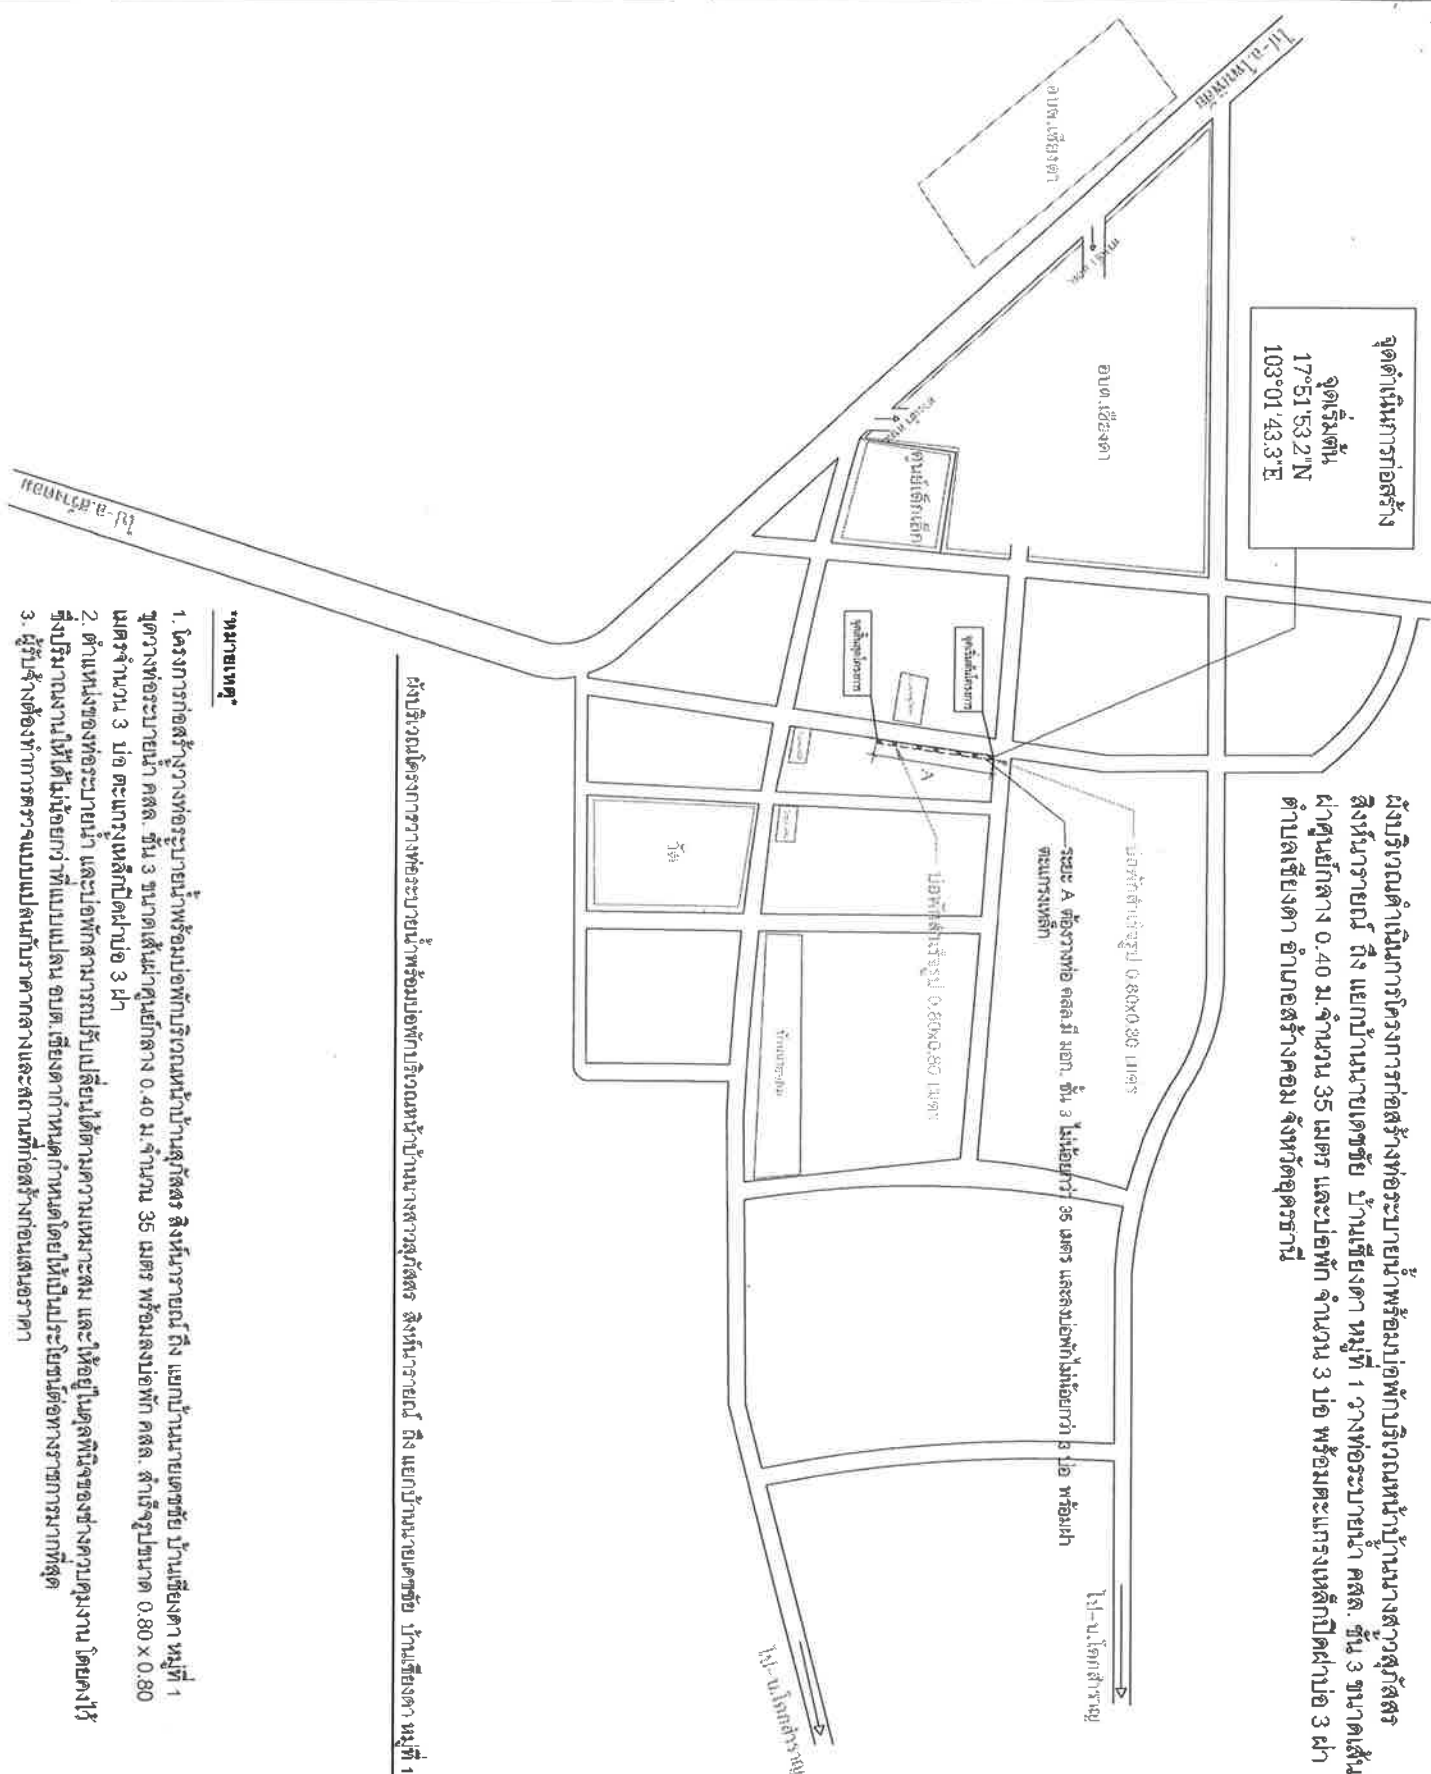 ผังบริเวณดำเนินการโครงการก่อสร้างท่อระบายน้ำพร้อมบ่อพักบริเวณหน้าบ้านนางสาวสุภัสสร
สิงห์นารายณ์ ถึง แยกบ้านนายเดชชัย บ้านเชียงดา หมู่ที่ 1 วางท่อระบายน้ำ คสล. ชั้น 3 ขนาดเส้น
ผ่าศูนย์กลาง 0.40 ม.จำนวน 35 เมตร และบ่อพัก จำนวน 3 บ่อ พร้อมตะแกรงเหล็กปิดฝาบ่อ 3 ฝา
ตำบลเชียงดา อำเภอสร้างคอม จังหวัดอุดรธานี
จุดดำเนินการก่อสร้าง
จุดเริ่มต้น
17°51'53.2"N
103°01'43.3"E
ไป-อ.โพนพิสัย
อบต.เชียงดา
อบต.เชียงดา
ศูนย์เด็กเล็ก
จุดเริ่มต้นโครงการ
จุดสิ้นสุดโครงการ
A
บ่อพักสำเร็จรูป 0.80x0.80 เมตร
ระยะ A ต้องวางท่อ คสล.มี มอก. ชั้น 3 ไม่น้อยกว่า 35 เมตร และลงบ่อพักไม่น้อยกว่า 3 บ่อ พร้อมฝา
ตะแกรงเหล็ก
บ่อพักสำเร็จรูป 0.80x0.80 เมตร
วัด
ไป-บ.โคกสำราญ
ไป-บ.โคกสำราญ
ไป-อ.สร้างคอม
ผังบริเวณโครงการวางท่อระบายน้ำพร้อมบ่อพักบริเวณหน้าบ้านนางสาวสุภัสสร สิงห์นารายณ์ ถึง แยกบ้านนายเดชชัย บ้านเชียงดา หมู่ที่ 1
*หมายเหตุ*
1. โครงการก่อสร้างวางท่อระบายน้ำพร้อมบ่อพักบริเวณหน้าบ้านสุภัสสร สิงห์นารายณ์ ถึง แยกบ้านนายเดชชัย บ้านเชียงดา หมู่ที่ 1
ขุดวางท่อระบายน้ำ คสล. ชั้น 3 ขนาดเส้นผ่าศูนย์กลาง 0.40 ม.จำนวน 35 เมตร พร้อมลงบ่อพัก คสล. สำเร็จรูปขนาด 0.80 x 0.80
เมตรจำนวน 3 บ่อ ตะแกรงเหล็กปิดฝาบ่อ 3 ฝา
2. ตำแหน่งของท่อระบายน้ำ และบ่อพักสามารถปรับเปลี่ยนได้ตามความเหมาะสม และให้อยู่ในดุลพินิจของช่างควบคุมงาน โดยคงไว้
ซึ่งปริมาณงานให้ได้ไม่น้อยกว่าที่แบบแปลน อบต.เชียงดากำหนดกำหนดโดยให้เป็นประโยชน์ต่อทางราชการมากที่สุด
3. ผู้รับจ้างต้องทำการตรวจแบบแปลนกับราคากลางและสถานที่ก่อสร้างก่อนเสนอราคา